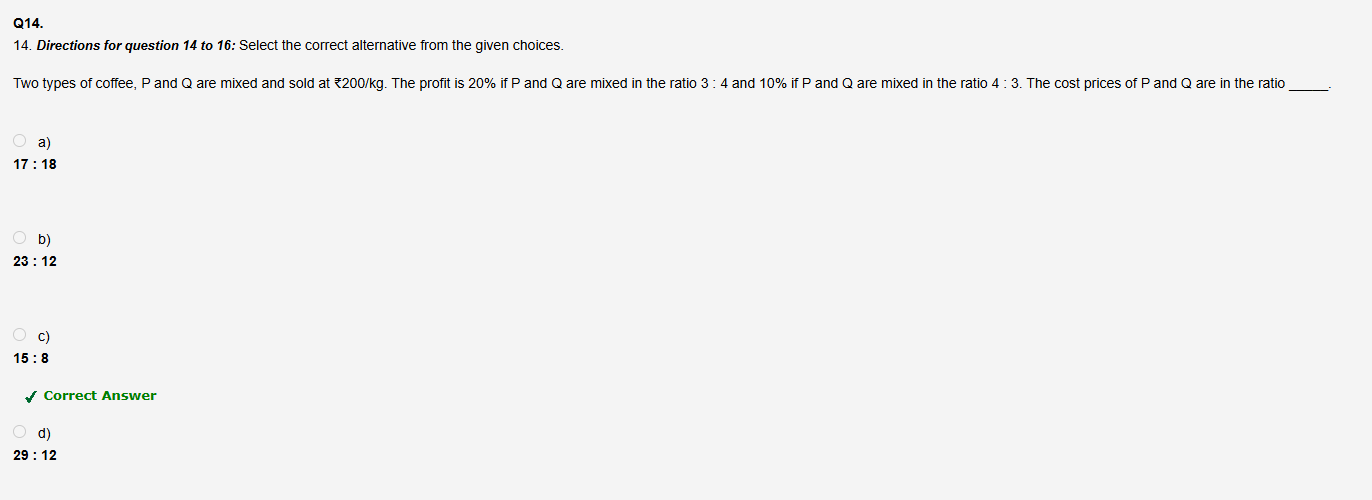 Q14.
14. Directions for question 14 to 16: Select the correct alternative from the given choices.
Two types of coffee, P and Q are mixed and sold at ₹200/kg. The profit is 20% if P and Q are mixed in the ratio 3 : 4 and 10% if P and Q are mixed in the ratio 4 : 3. The cost prices of P and Q are in the ratio _____.
a)
17 : 18
b)
23 : 12
c)
15 : 8
✓ Correct Answer
d)
29 : 12